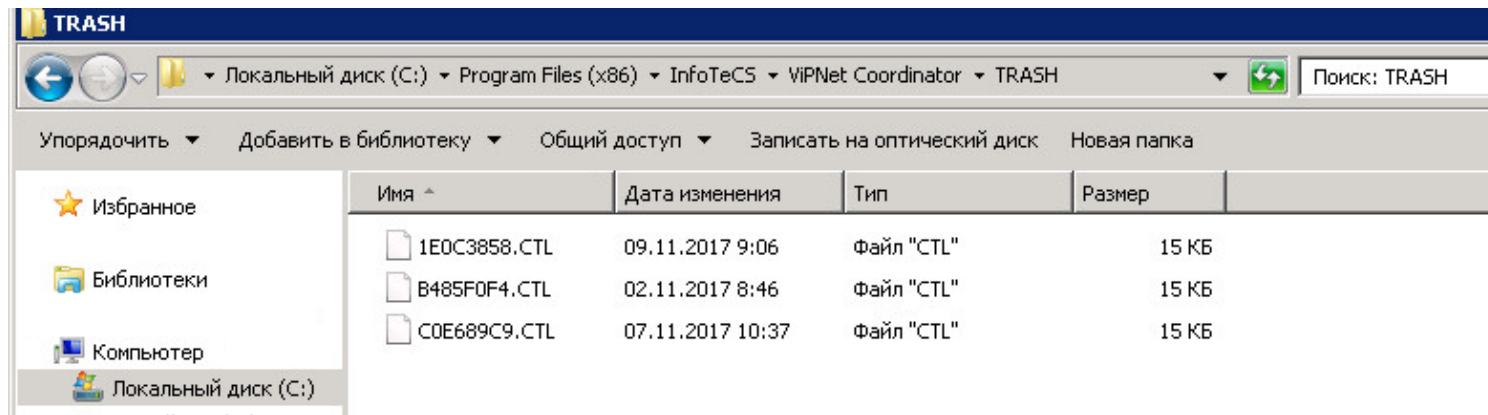 TRASH
Локальный диск (C:) Program Files (x86) InfoTeCS ViPNet Coordinator TRASH Поиск: TRASH
Упорядочить Добавить в библиотеку Общий доступ Записать на оптический диск Новая папка
Избранное
Библиотеки
Компьютер
Локальный диск (C:)
Имя Дата изменения Тип Размер
1E0C3858.CTL 09.11.2017 9:06 Файл "CTL" 15 КБ
B485F0F4.CTL 02.11.2017 8:46 Файл "CTL" 15 КБ
C0E689C9.CTL 07.11.2017 10:37 Файл "CTL" 15 КБ